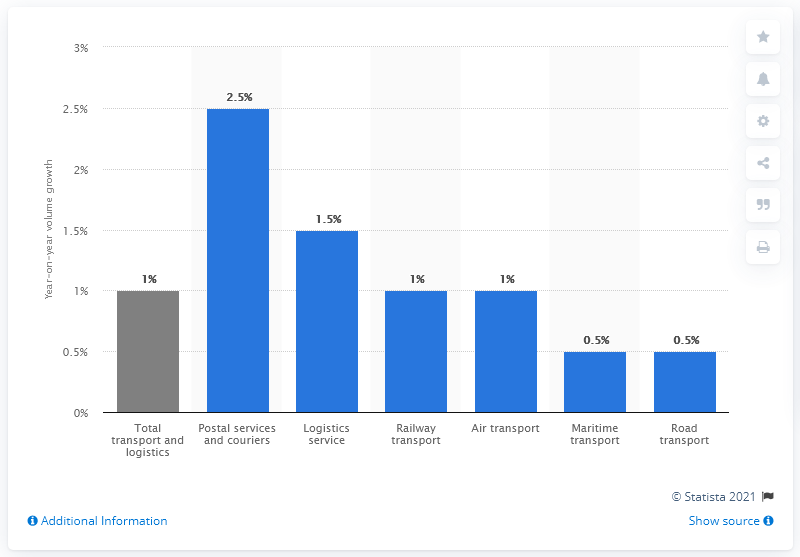 3%
2.5%
2%
1.5%
1%
0.5%
0%
Year-on-year volume growth
1%
2.5%
1.5%
1%
1%
0.5%
0.5%
Total
transport and
logistics
Postal services
and couriers
Logistics
service
Railway
transport
Air transport
Maritime
transport
Road
transport
© Statista 2021
Additional Information
Show source